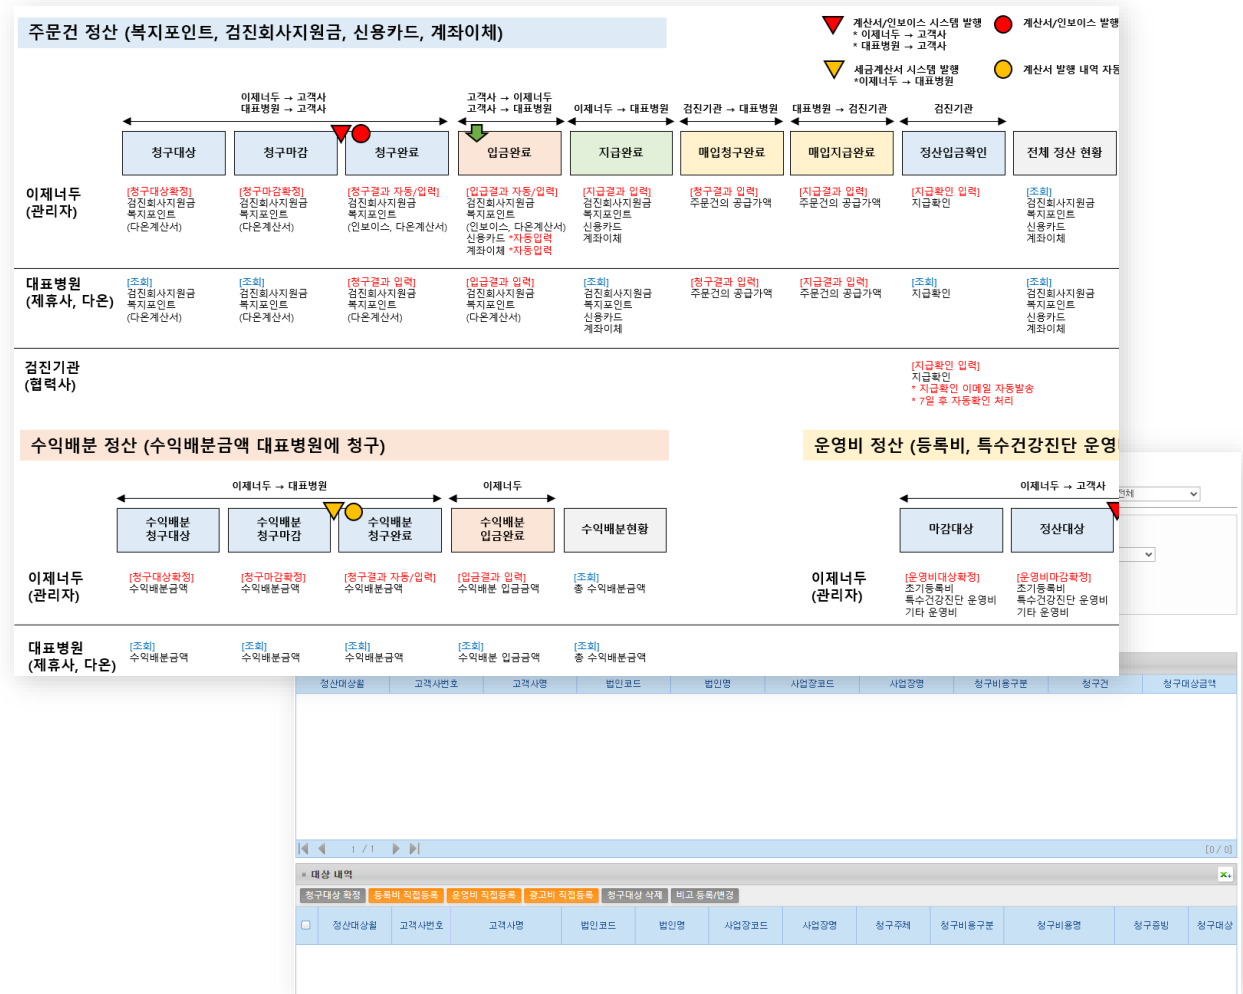 주문건 정산 (복지포인트, 검진회사지원금, 신용카드, 계좌이체)
계산서/인보이스 시스템 발행
* 이제너두 → 고객사
* 대표병원 → 고객사
계산서/인보이스 발행
세금계산서 시스템 발행
*이제너두 → 대표병원
계산서 발행 내역 자동
이제너두 → 고객사
대표병원 → 고객사
고객사 → 이제너두
고객사 → 대표병원
이제너두 → 대표병원
검진기관 → 대표병원
대표병원 → 검진기관
검진기관
청구대상
청구마감
청구완료
입금완료
지급완료
매입청구완료
매입지급완료
정산입금확인
전체 정산 현황
이제너두
(관리자)
[청구대상확정]
검진회사지원금
복지포인트
(다온계산서)
[청구마감확정]
검진회사지원금
복지포인트
(다온계산서)
[청구결과 자동/입력]
검진회사지원금
복지포인트
(인보이스, 다온계산서)
[입급결과 자동/입력]
검진회사지원금
복지포인트
(인보이스, 다온계산서)
신용카드 *자동입력
계좌이체 *자동입력
[지급결과 입력]
검진회사지원금
복지포인트
신용카드
계좌이체
[청구결과 입력]
주문건의 공급가액
[지급결과 입력]
주문건의 공급가액
[지급확인 입력]
지급확인
[조회]
검진회사지원금
복지포인트
신용카드
계좌이체
대표병원
(제휴사, 다온)
[조회]
검진회사지원금
복지포인트
(다온계산서)
[조회]
검진회사지원금
복지포인트
(다온계산서)
[청구결과 입력]
검진회사지원금
복지포인트
(다온계산서)
[입급결과 입력]
검진회사지원금
복지포인트
(다온계산서)
[조회]
검진회사지원금
복지포인트
신용카드
계좌이체
[청구결과 입력]
주문건의 공급가액
[지급결과 입력]
주문건의 공급가액
[조회]
지급확인
[조회]
검진회사지원금
복지포인트
신용카드
계좌이체
검진기관
(협력사)
[지급확인 입력]
지급확인
* 지급확인 이메일 자동발송
* 7일 후 자동확인 처리
수익배분 정산 (수익배분금액 대표병원에 청구)
이제너두 → 대표병원
이제너두
수익배분
청구대상
수익배분
청구마감
수익배분
청구완료
수익배분
입금완료
수익배분현황
이제너두
(관리자)
[청구대상확정]
수익배분금액
[청구마감확정]
수익배분금액
[청구결과 자동/입력]
수익배분금액
[입금결과 입력]
수익배분 입금금액
[조회]
총 수익배분금액
대표병원
(제휴사, 다온)
[조회]
수익배분금액
[조회]
수익배분금액
[조회]
수익배분금액
[조회]
수익배분 입금금액
[조회]
총 수익배분금액
운영비 정산 (등록비, 특수건강진단 운영
이제너두 → 고객사
마감대상
정산대상
이제너두
(관리자)
[운영비대상확정]
초기등록비
특수건강진단 운영비
기타 운영비
[운영비마감확정]
초기등록비
특수건강진단 운영비
기타 운영비
전체
정산대상월 고객사번호 고객사명 법인코드 법인명 사업장코드 사업장명 청구비용구분 청구건 청구대상금액
1 / 1
[0 / 0]
대상 내역
청구대상 확정 등록비 직접등록 운영비 직접등록 광고비 직접등록 청구대상 삭제 비고 등록/변경
정산대상월 고객사번호 고객사명 법인코드 법인명 사업장코드 사업장명 청구주체 청구비용구분 청구비용명 청구증빙 청구대상